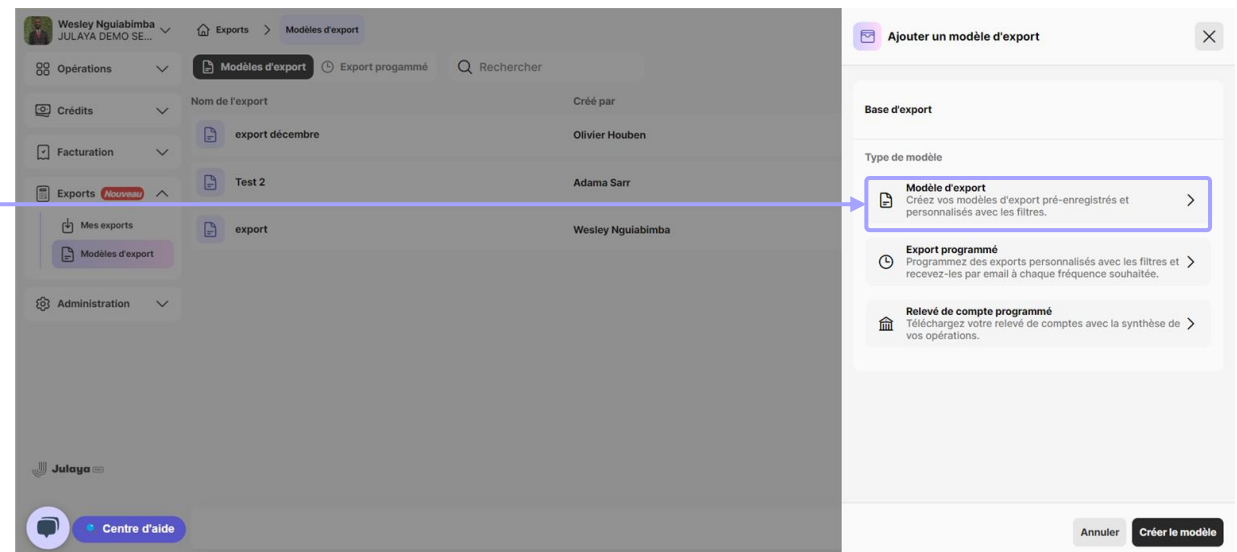 Wesley Nguiabimba
JULAYA DEMO SE...
Opérations
Crédits
Facturation
Exports Nouveau
Mes exports
Modèles d'export
Administration
Julaya
Centre d'aide
Exports > Modèles d'export
Modèles d'export Export progammé Rechercher
Nom de l'export Créé par
export décembre Olivier Houben
Test 2 Adama Sarr
export Wesley Nguiabimba
Ajouter un modèle d'export
Base d'export
Type de modèle
Modèle d'export
Créez vos modèles d'export pré-enregistrés et
personnalisés avec les filtres.
Export programmé
Programmez des exports personnalisés avec les filtres et
recevez-les par email à chaque fréquence souhaitée.
Relevé de compte programmé
Téléchargez votre relevé de comptes avec la synthèse de
vos opérations.
Annuler Créer le modèle